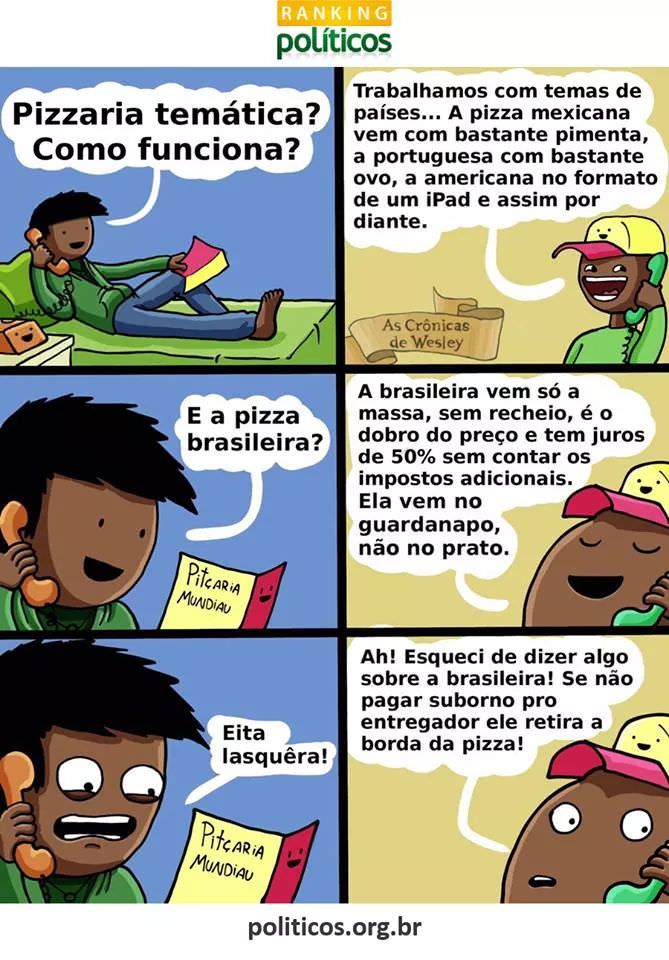 RANKING
políticos
Pizzaria temática?
Como funciona?
Trabalhamos com temas de
países... A pizza mexicana
vem com bastante pimenta,
a portuguesa com bastante
ovo, a americana no formato
de um iPad e assim por
diante.
As Crônicas
de Wesley
E a pizza
brasileira?
PitçARiA
MUNDiAU
A brasileira vem só a
massa, sem recheio, é o
dobro do preço e tem juros
de 50% sem contar os
impostos adicionais.
Ela vem no
guardanapo,
não no prato.
Eita
lasquêra!
PitçARiA
MUNDiAU
Ah! Esqueci de dizer algo
sobre a brasileira! Se não
pagar suborno pro
entregador ele retira a
borda da pizza!
politicos.org.br